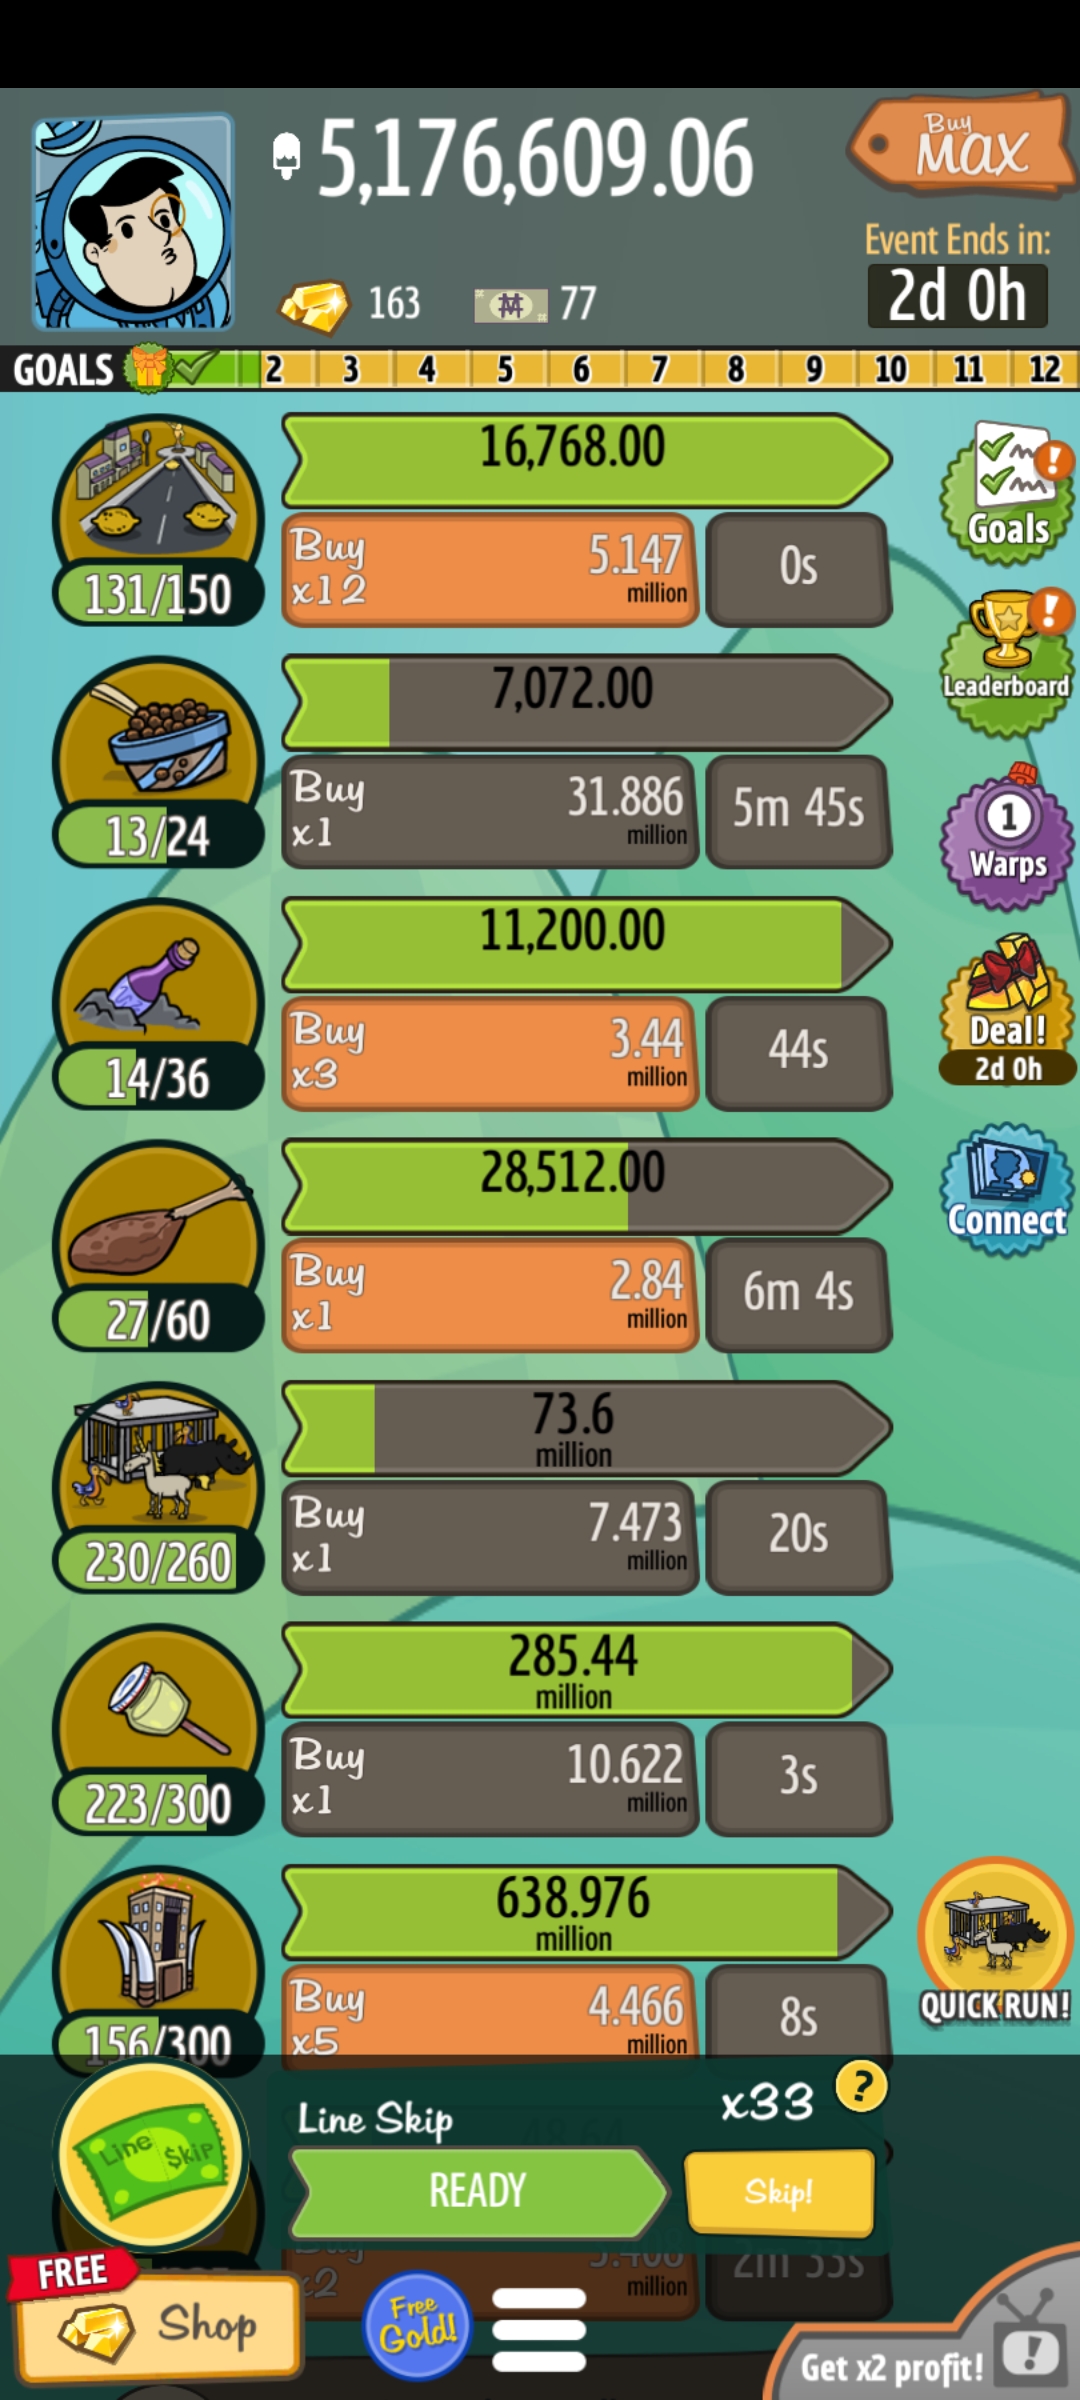 5,176,609.06
Buy
MAX
Event Ends in:
2d 0h
163
77
GOALS 2 3 4 5 6 7 8 9 10 11 12
16,768.00
131/150
Buy
x12
5.147
million
0s
Goals
7,072.00
13/24
Buy
x1
31.886
million
5m 45s
Leaderboard
11,200.00
14/36
Buy
x3
3.44
million
44s
1
Warps
Deal!
2d 0h
28,512.00
27/60
Buy
x1
2.84
million
6m 4s
Connect
73.6
million
230/260
Buy
x1
7.473
million
20s
285.44
million
223/300
Buy
x1
10.622
million
3s
638.976
million
156/300
Buy
x5
4.466
million
8s
QUICK RUN!
Line Skip
Line Skip
x33
?
48.64
READY
Skip!
Buy
x2
million
2m 33s
FREE
Shop
Free
Gold!
Get x2 profit!